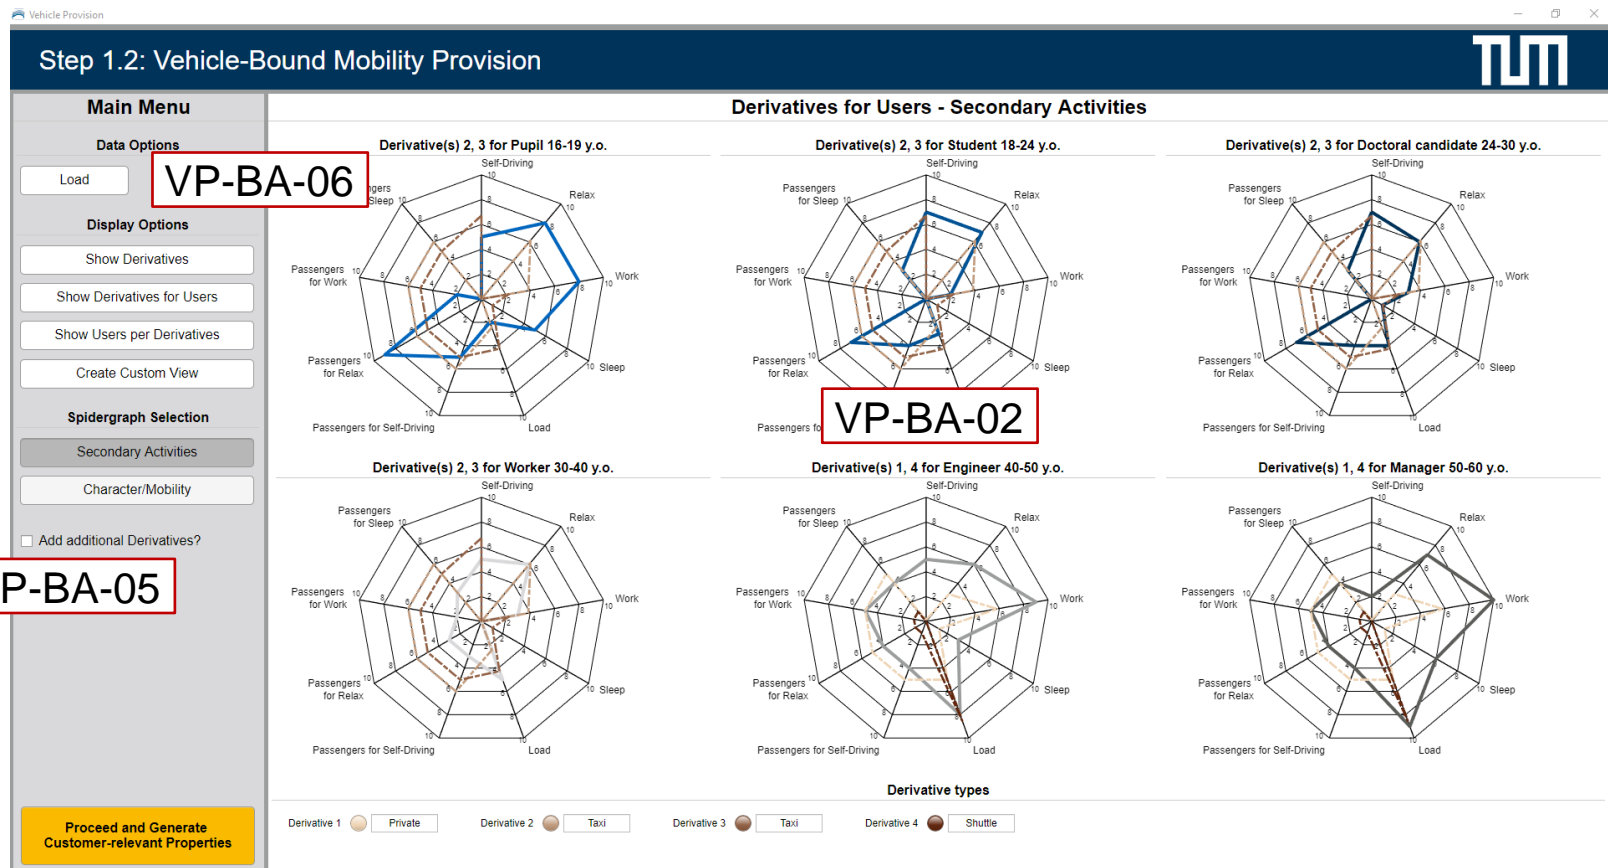 Vehicle Provision
Step 1.2: Vehicle-Bound Mobility Provision
TUM
Main Menu
Data Options
Load
VP-BA-06
Display Options
Show Derivatives
Show Derivatives for Users
Show Users per Derivatives
Create Custom View
Spidergraph Selection
Secondary Activities
Character/Mobility
Add additional Derivatives?
P-BA-05
Proceed and Generate
Customer-relevant Properties
Derivatives for Users - Secondary Activities
Derivative(s) 2, 3 for Pupil 16-19 y.o.
Self-Driving
Relax
Work
Sleep
Load
Passengers for Self-Driving
Passengers
for Relax
Passengers
for Work
ngers
for Sleep
Derivative(s) 2, 3 for Student 18-24 y.o.
Self-Driving
Relax
Work
Sleep
Passengers fo
VP-BA-02
Passengers
for Relax
Passengers
for Work
Passengers
for Sleep
Derivative(s) 2, 3 for Doctoral candidate 24-30 y.o.
Self-Driving
Relax
Work
Sleep
Load
Passengers for Self-Driving
Passengers
for Relax
Passengers
for Work
Passengers
for Sleep
Derivative(s) 2, 3 for Worker 30-40 y.o.
Self-Driving
Relax
Work
Sleep
Load
Passengers for Self-Driving
Passengers
for Relax
Passengers
for Work
Passengers
for Sleep
Derivative(s) 1, 4 for Engineer 40-50 y.o.
Self-Driving
Relax
Work
Sleep
Load
Passengers for Self-Driving
Passengers
for Relax
Passengers
for Work
Passengers
for Sleep
Derivative(s) 1, 4 for Manager 50-60 y.o.
Self-Driving
Relax
Work
Sleep
Load
Passengers for Self-Driving
Passengers
for Relax
Passengers
for Work
Passengers
for Sleep
Derivative types
Derivative 1 Private
Derivative 2 Taxi
Derivative 3 Taxi
Derivative 4 Shuttle